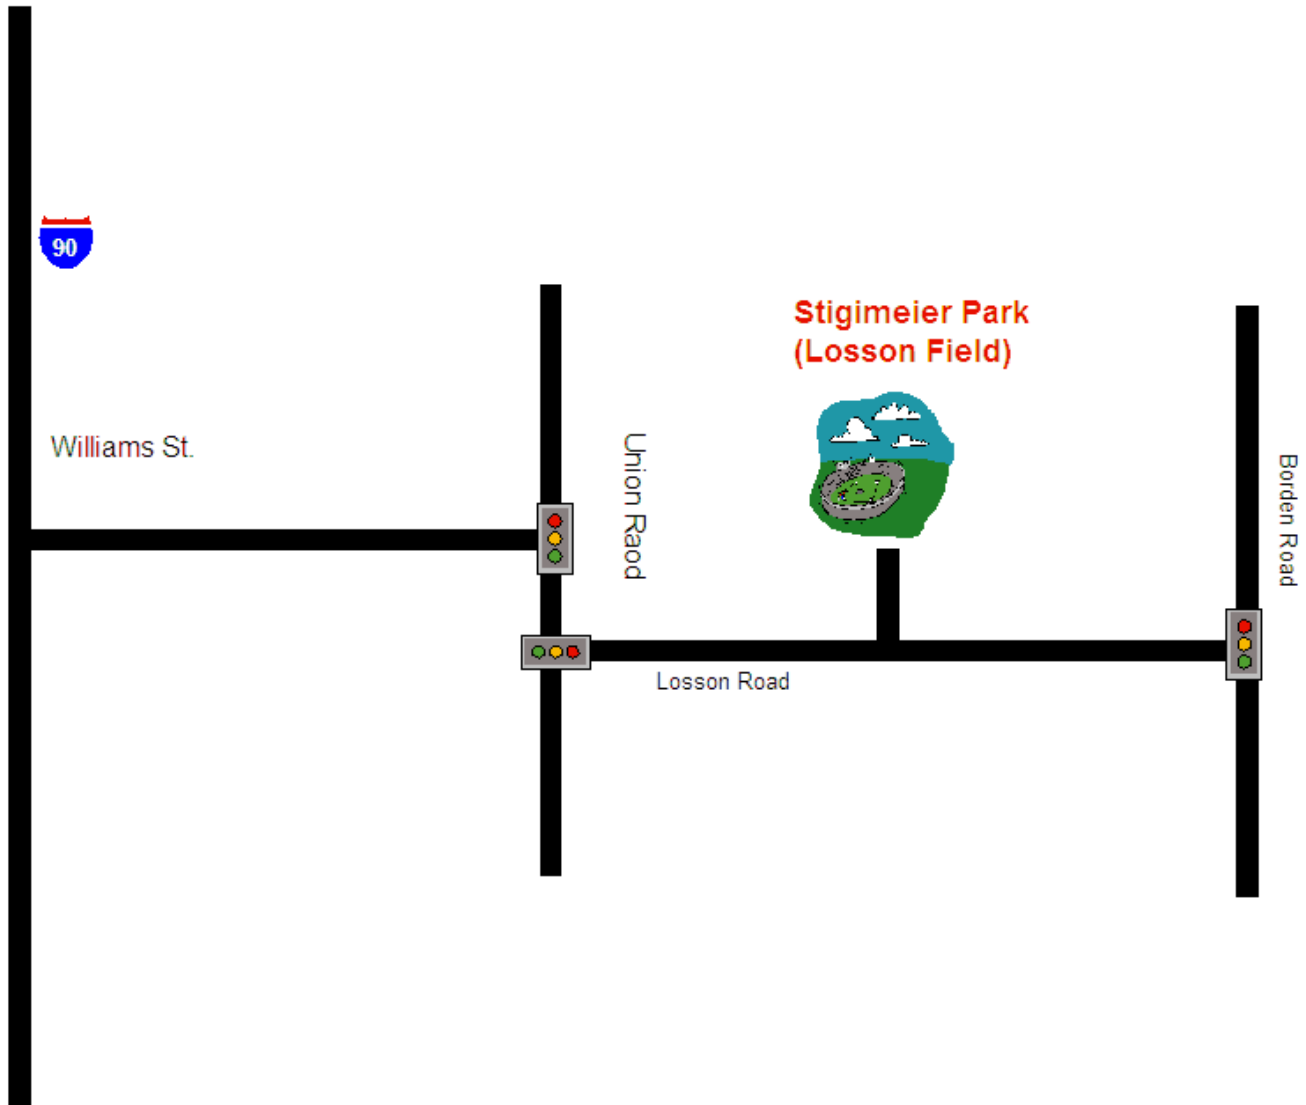 90
Stigimeier Park
(Losson Field)
Williams St.
Union Raod
Borden Road
Losson Road